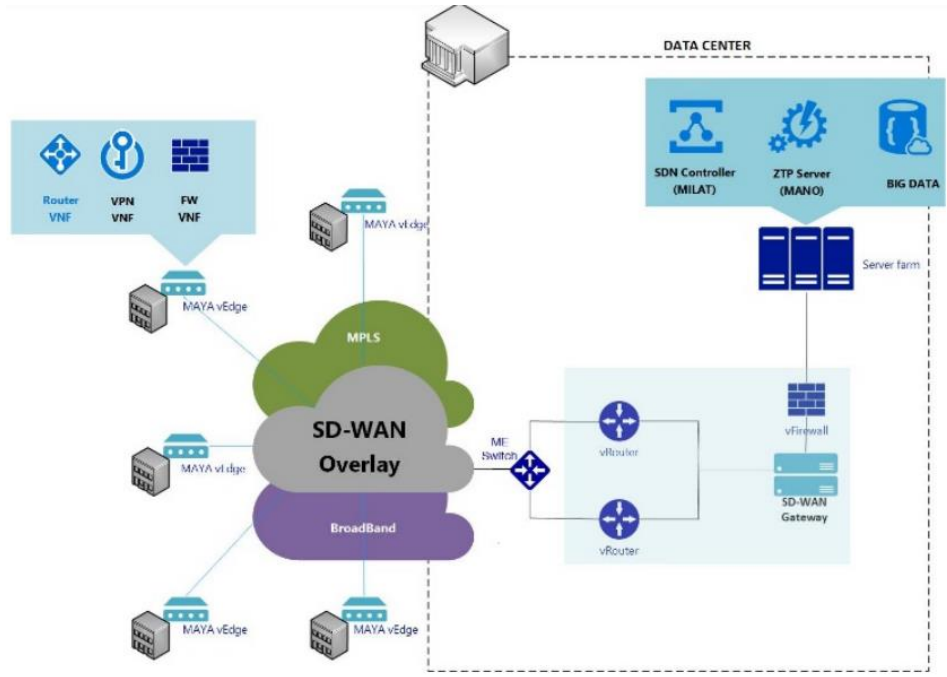 DATA CENTER
SDN Controller
(MILAT)
ZTP Server
(MANO)
BIG DATA
Router
VNF
VPN
VNF
FW
VNF
MAYA vEdge
MAYA vEdge
Server farm
MPLS
SD-WAN
Overlay
ME
Switch
vRouter
vFirewall
MAYA vEdge
SD-WAN
Gateway
BroadBand
vRouter
MAYA vEdge
MAYA vEdge